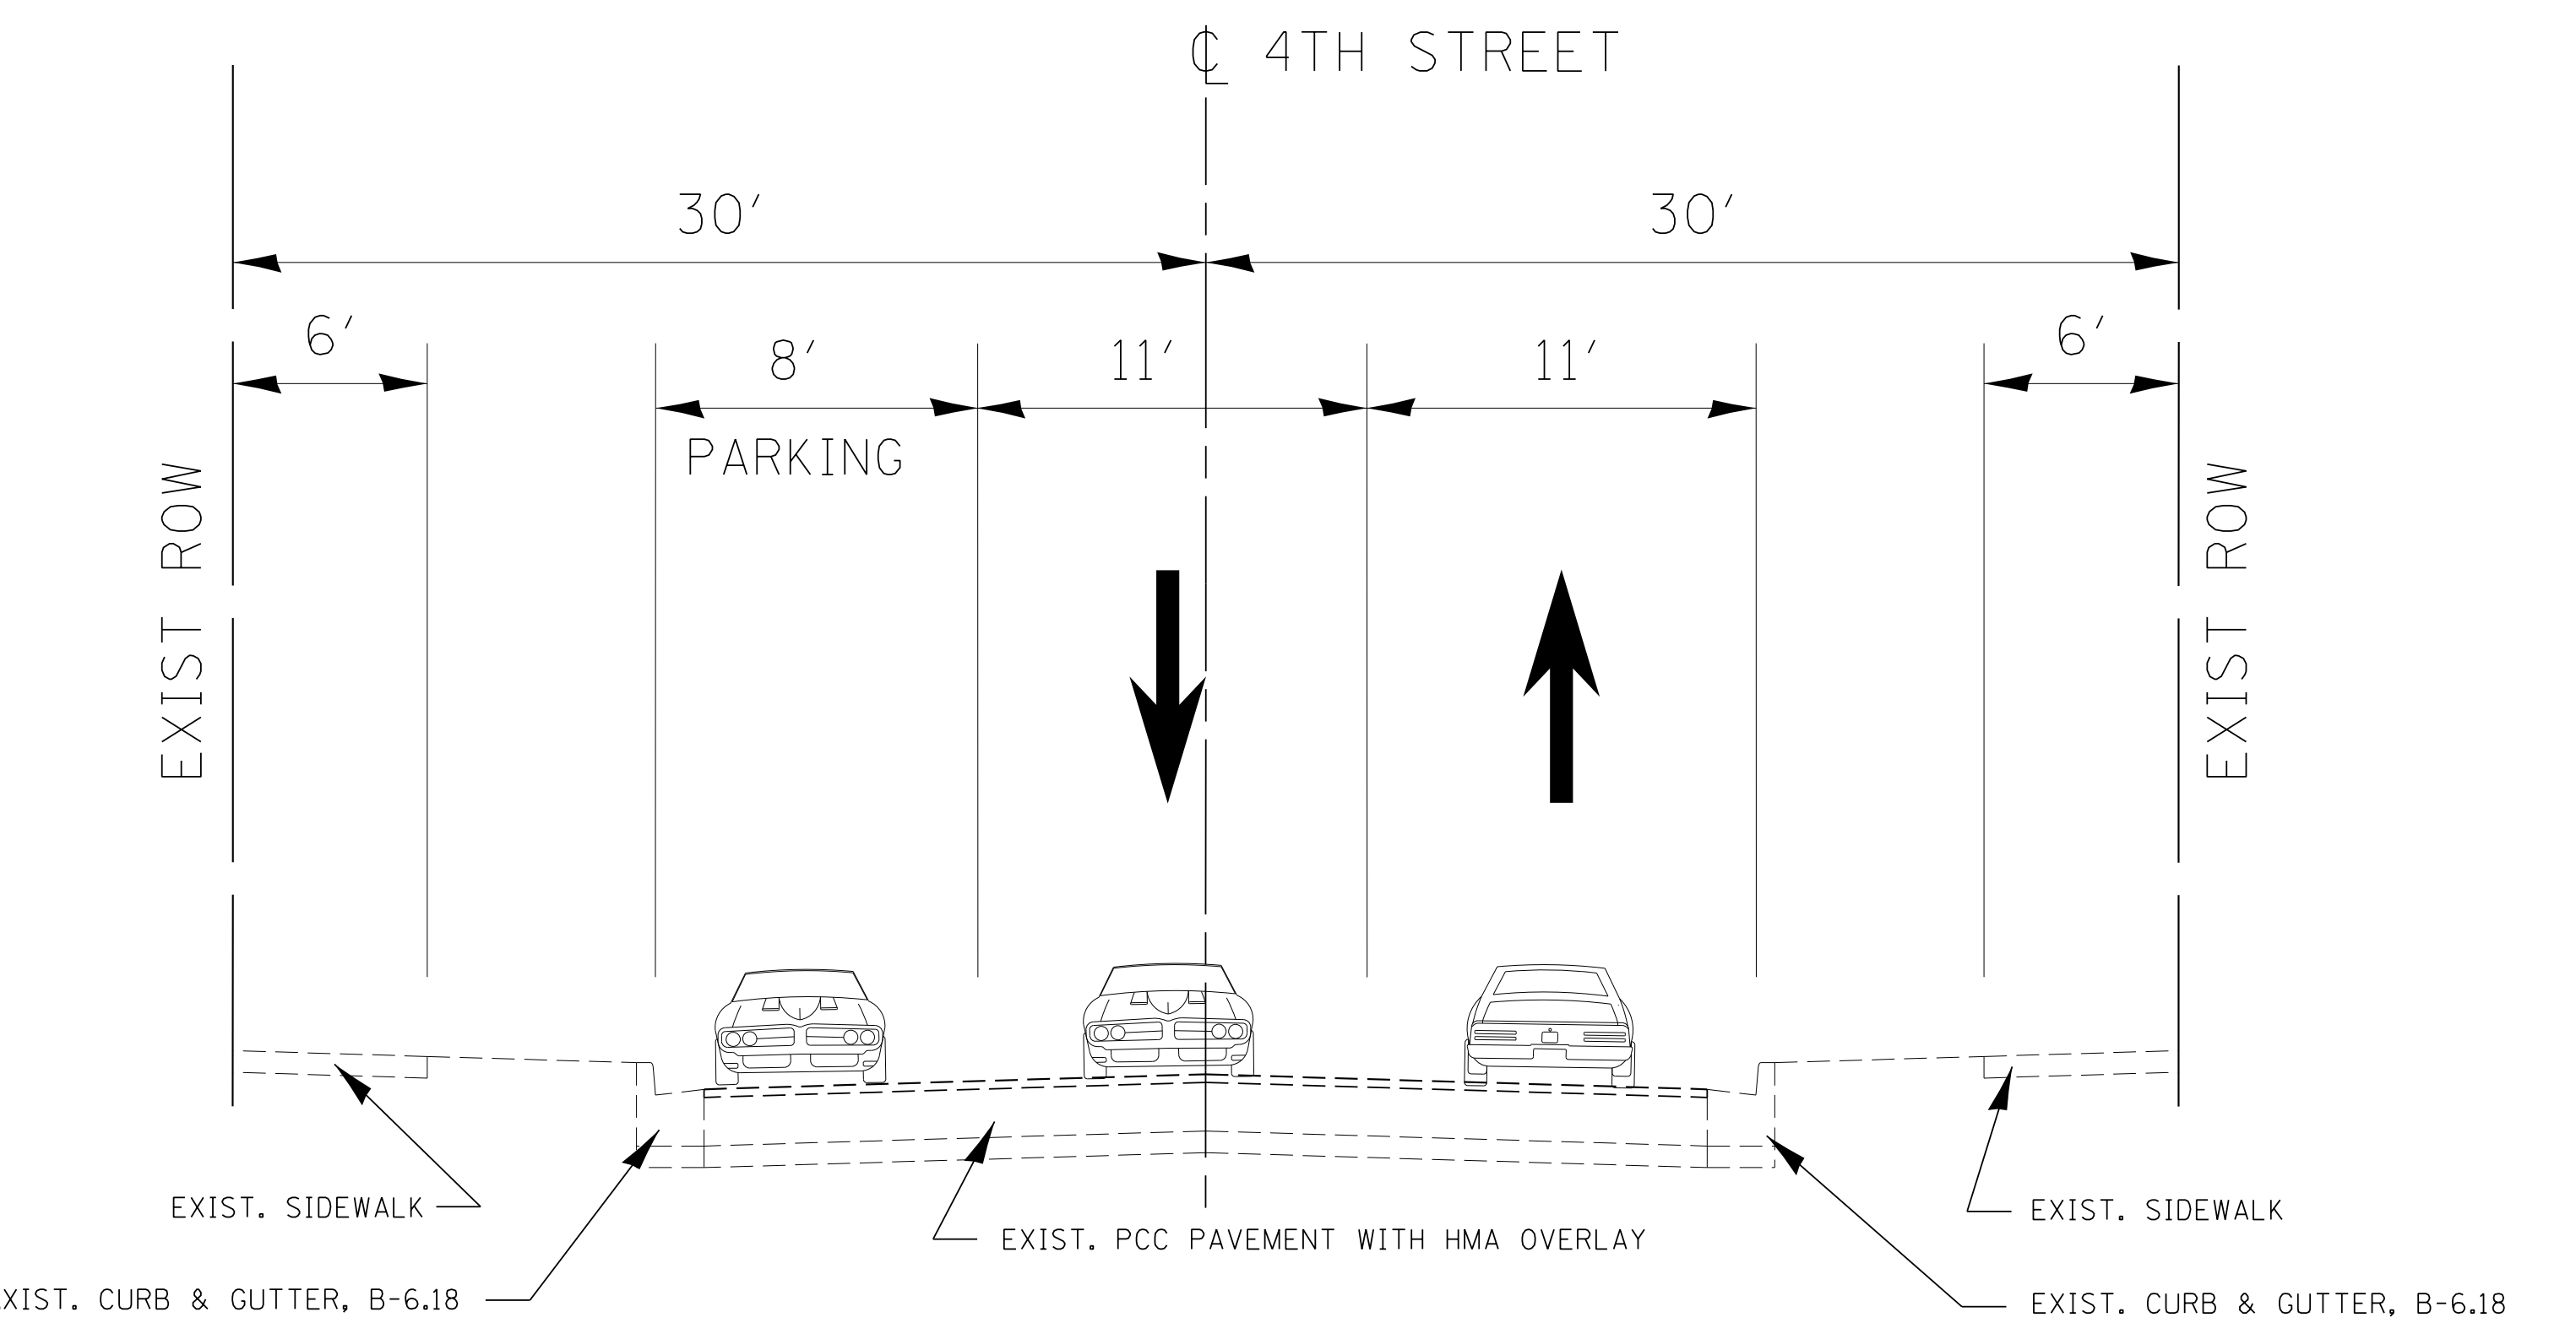 ℄ 4TH STREET
30' 30'
6' 8' 11' 11' 6'
PARKING
EXIST ROW
EXIST ROW
EXIST. SIDEWALK
EXIST. SIDEWALK
EXIST. PCC PAVEMENT WITH HMA OVERLAY
XIST. CURB & GUTTER, B-6.18
EXIST. CURB & GUTTER, B-6.18